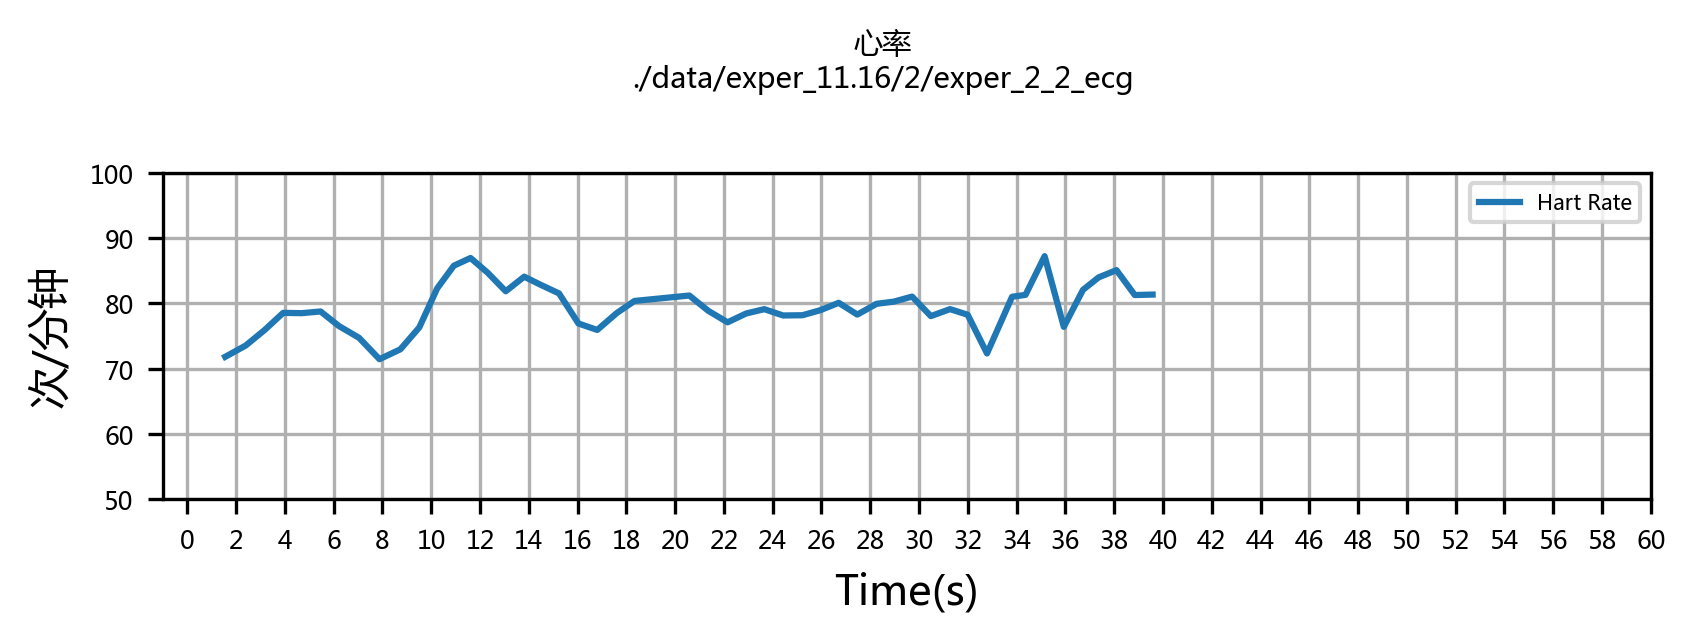 心率
./data/exper_11.16/2/exper_2_2_ecg
100
90
80
70
60
50
次/分钟
Hart Rate
0 2 4 6 8 10 12 14 16 18 20 22 24 26 28 30 32 34 36 38 40 42 44 46 48 50 52 54 56 58 60
Time(s)